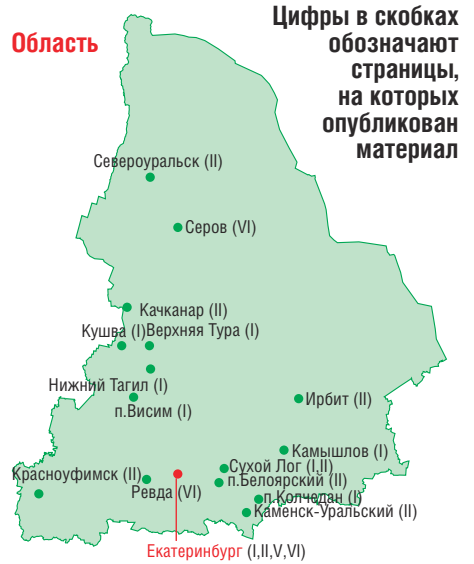 Область
Цифры в скобках
обозначают
страницы,
на которых
опубликован
материал
Североуральск (II)
Серов (VI)
Качканар (II)
Кушва (I)
Верхняя Тура (I)
Нижний Тагил (I)
п.Висим (I)
Ирбит (II)
Камышлов (I)
Сухой Лог (I,II)
Красноуфимск (II)
п.Белоярский (II)
Ревда (VI)
п.Колчедан (I)
Каменск-Уральский (II)
Екатеринбург (I,II,V,VI)